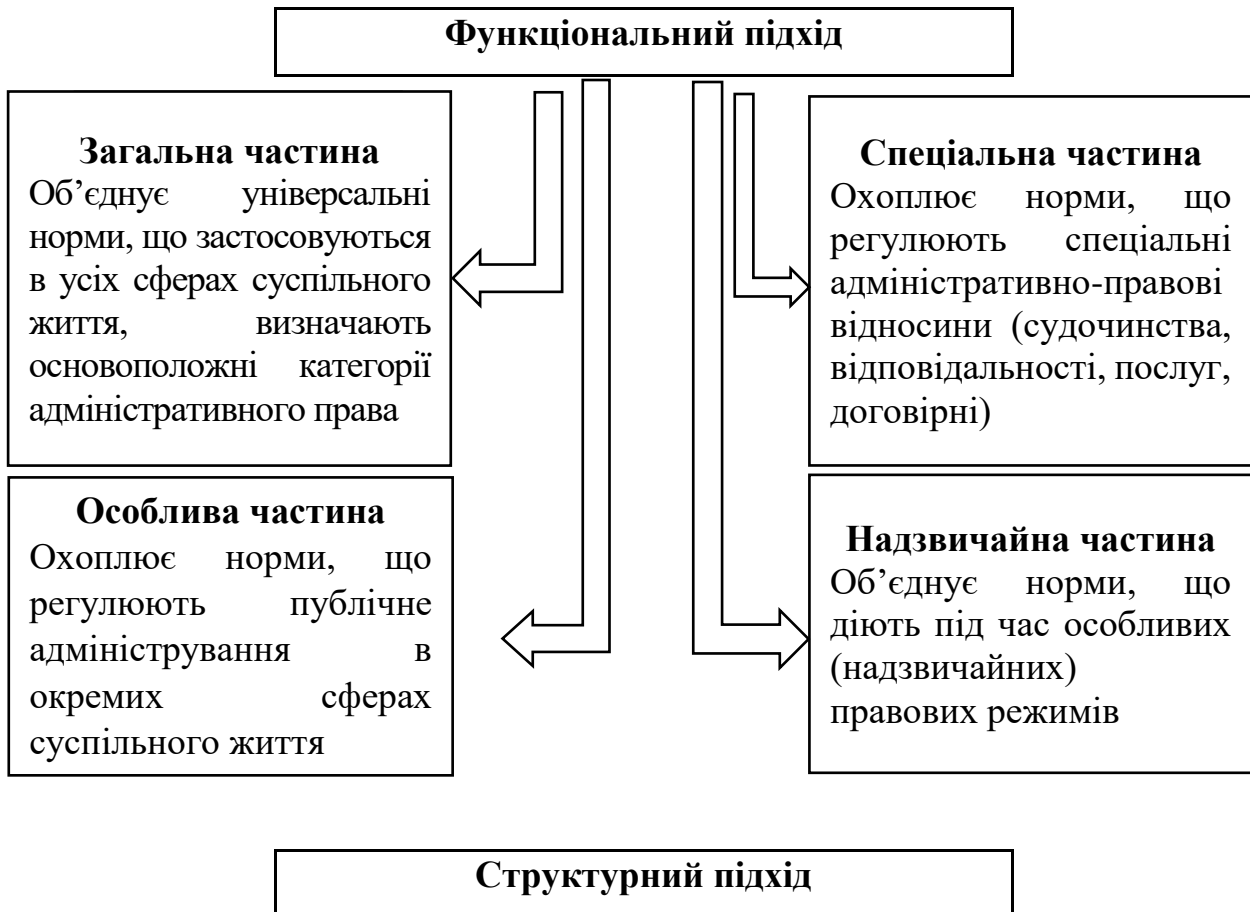 Функціональний підхід
Загальна частина
Об’єднує універсальні
норми, що застосовуються
в усіх сферах суспільного
життя, визначають
основоположні категорії
адміністративного права
Спеціальна частина
Охоплює норми, що
регулюють спеціальні
адміністративно-правові
відносини (судочинства,
відповідальності, послуг,
договірні)
Особлива частина
Охоплює норми, що
регулюють публічне
адміністрування в
окремих сферах
суспільного життя
Надзвичайна частина
Об’єднує норми, що
діють під час особливих
(надзвичайних)
правових режимів
Структурний підхід